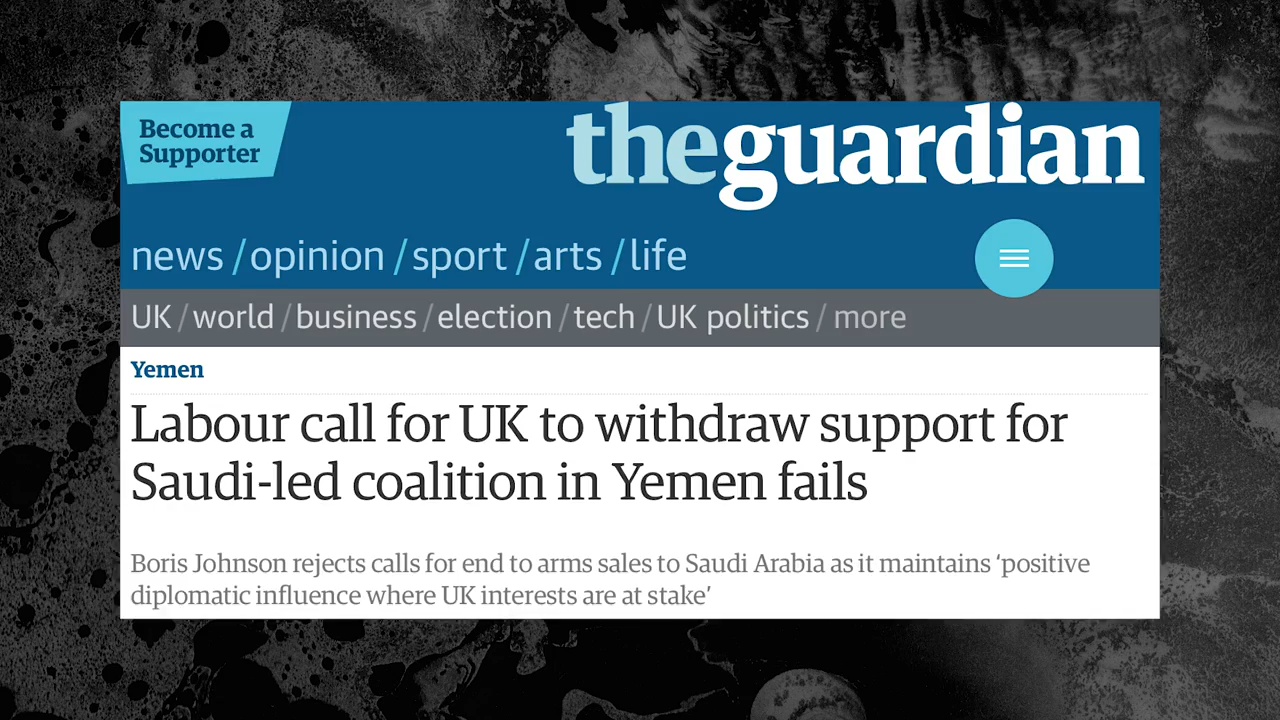 Become a
Supporter
theguardian
news / opinion / sport / arts / life
UK / world / business / election / tech / UK politics / more
Yemen
Labour call for UK to withdraw support for
Saudi-led coalition in Yemen fails
Boris Johnson rejects calls for end to arms sales to Saudi Arabia as it maintains ‘positive
diplomatic influence where UK interests are at stake’